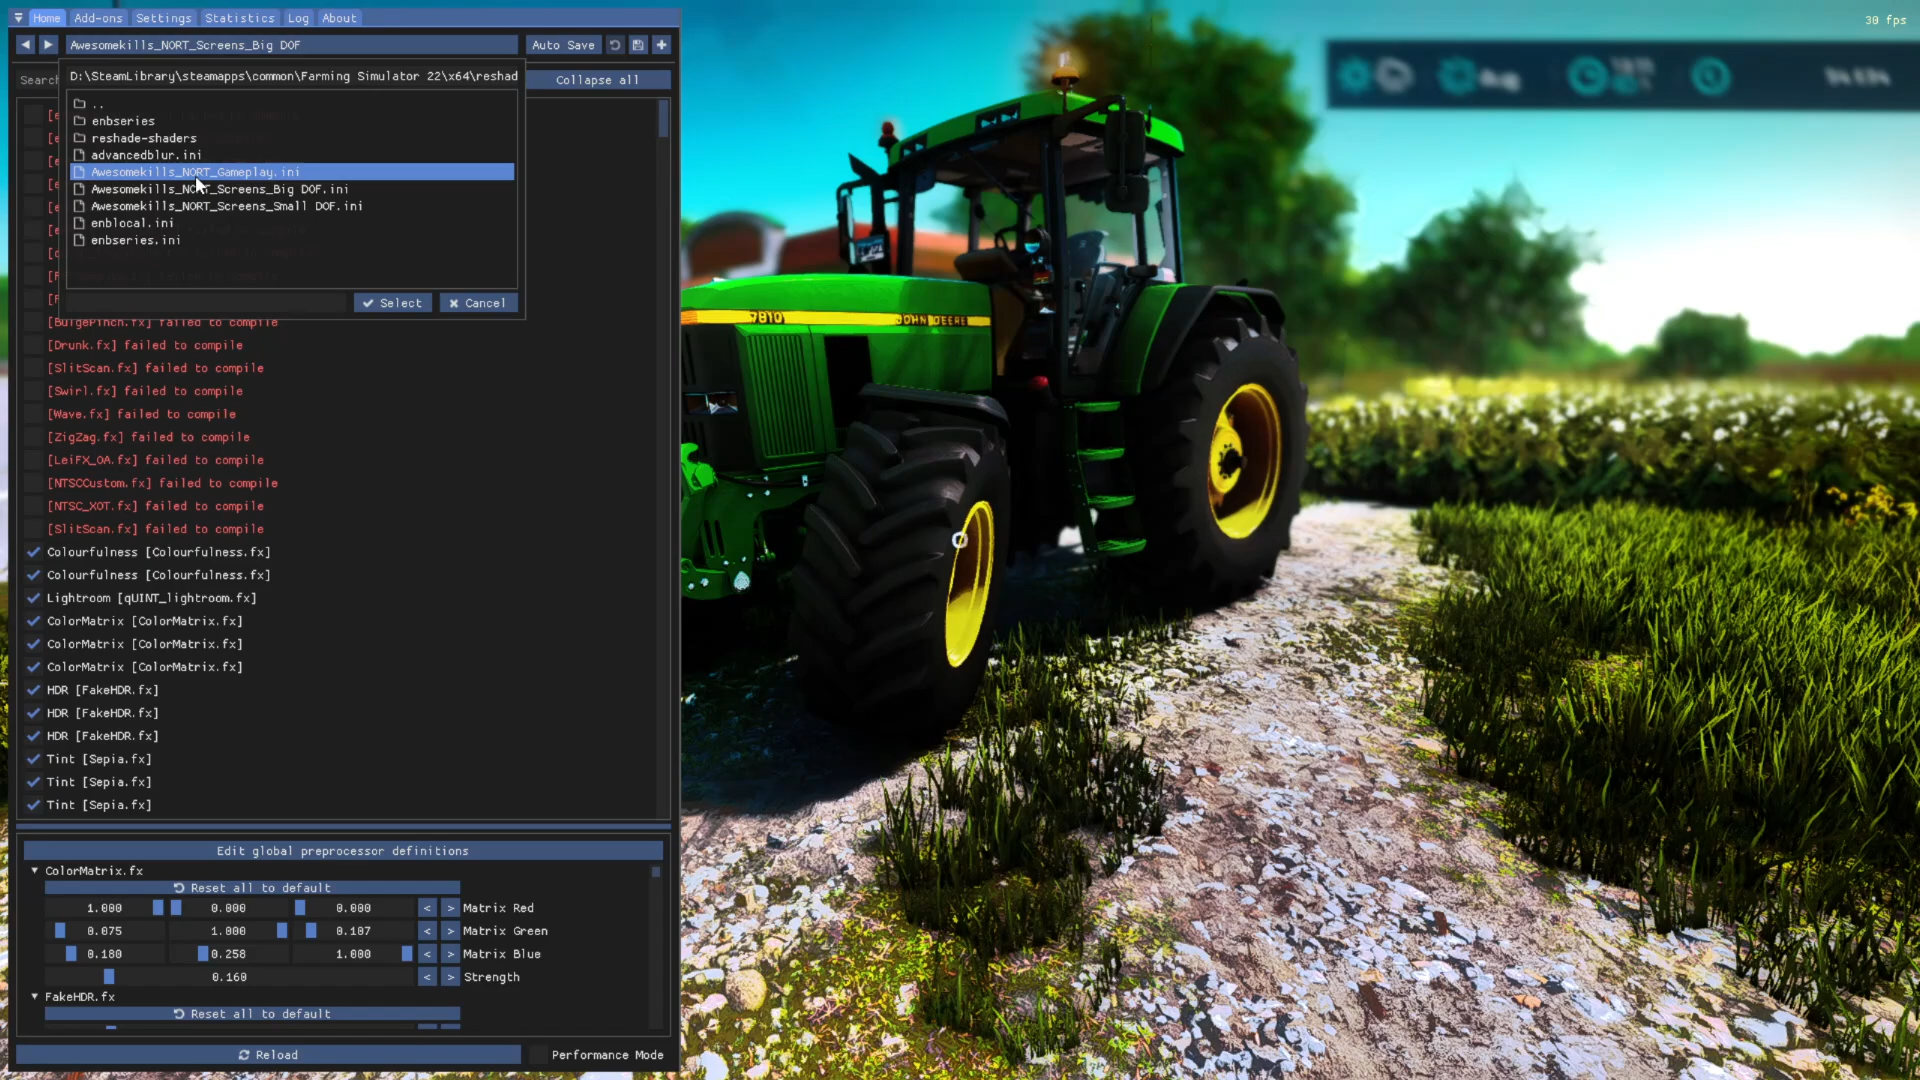 Home Add-ons Settings Statistics Log About
30 fps
Awesomekills_NORT_Screens_Big DOF
Auto Save
Search
Collapse all
D:\SteamLibrary\steamapps\common\Farming Simulator 22\x64\reshad
..
enbseries
reshade-shaders
advancedblur.ini
Awesomekills_NORT_Gameplay.ini
Awesomekills_NORT_Screens_Big DOF.ini
Awesomekills_NORT_Screens_Small DOF.ini
enblocal.ini
enbseries.ini
Select Cancel
[BulgePinch.fx] failed to compile
[Drunk.fx] failed to compile
[SlitScan.fx] failed to compile
[Swirl.fx] failed to compile
[Wave.fx] failed to compile
[ZigZag.fx] failed to compile
[LeiFX_OA.fx] failed to compile
[NTSCCustom.fx] failed to compile
[NTSC_XOT.fx] failed to compile
[SlitScan.fx] failed to compile
Colourfulness [Colourfulness.fx]
Colourfulness [Colourfulness.fx]
Lightroom [qUINT_lightroom.fx]
ColorMatrix [ColorMatrix.fx]
ColorMatrix [ColorMatrix.fx]
ColorMatrix [ColorMatrix.fx]
HDR [FakeHDR.fx]
HDR [FakeHDR.fx]
HDR [FakeHDR.fx]
Tint [Sepia.fx]
Tint [Sepia.fx]
Tint [Sepia.fx]
Edit global preprocessor definitions
ColorMatrix.fx
Reset all to default
1.000 0.000 0.000 < > Matrix Red
0.075 1.000 0.107 < > Matrix Green
0.180 0.258 1.000 < > Matrix Blue
0.160 < > Strength
FakeHDR.fx
Reset all to default
Reload
Performance Mode
7810 JOHN DEERE